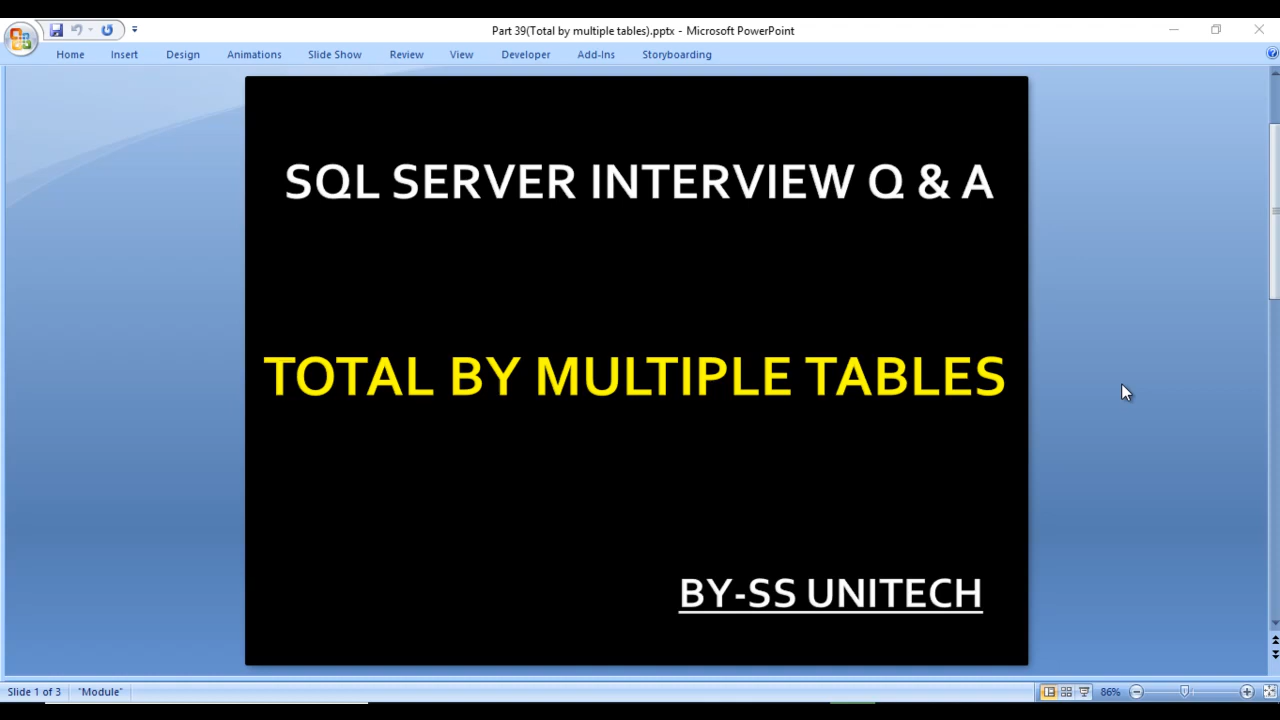 Part 39(Total by multiple tables).pptx - Microsoft PowerPoint
Home Insert Design Animations Slide Show Review View Developer Add-Ins Storyboarding
SQL SERVER INTERVIEW Q & A
TOTAL BY MULTIPLE TABLES
BY-SS UNITECH
Slide 1 of 3 "Module" 86%